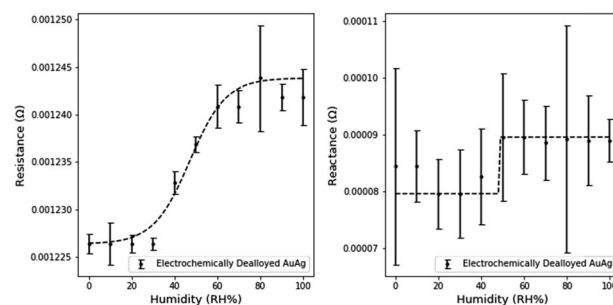 0.001250
0.001245
0.001240
0.001235
0.001230
0.001225
Resistance (Ω)
Electrochemically Dealloyed AuAg
0 20 40 60 80 100
Humidity (RH%)
0.00011
0.00010
0.00009
0.00008
0.00007
Reactance (Ω)
Electrochemically Dealloyed AuAg
0 20 40 60 80 100
Humidity (RH%)